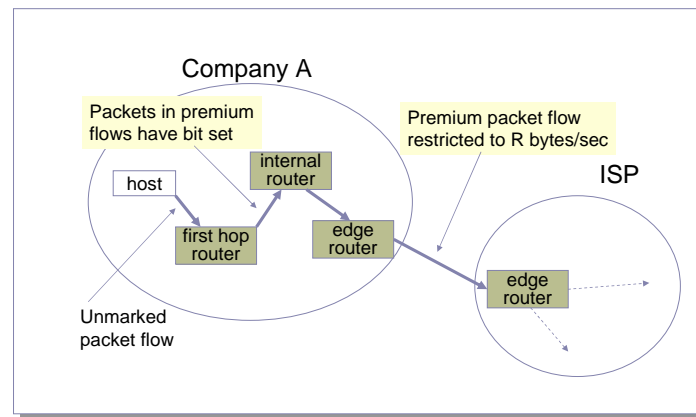 Company A
Packets in premium
flows have bit set
Premium packet flow
restricted to R bytes/sec
internal
router
ISP
host
first hop
router
edge
router
edge
router
Unmarked
packet flow